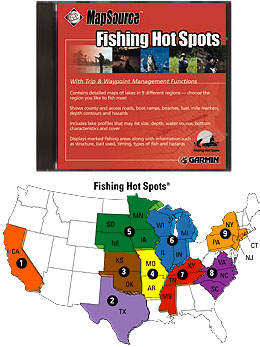 MapSource
Fishing Hot Spots
With Trip & Waypoint Management Functions
Contains detailed maps of lakes in 9 different regions — choose the
region you like to fish most
Shows county and access roads, boat ramps, beaches, fuel, mile markers,
depth contours and hazards
Includes lake profiles that may list size, depth, water source, bottom
characteristics and cover
Displays marked fishing areas along with information such
as structure, bait used, timing, types of fish and hazards
Fishing Hot Spots
GARMIN
Fishing Hot Spots®
MN
SD
WI
MI
NY
5
6
9
NE
IA
PA
CT
NJ
CA
1
IL
IN
KS
3
MO
4
KY
7
VA
8
NC
OK
AR
TN
SC
2
TX
MS